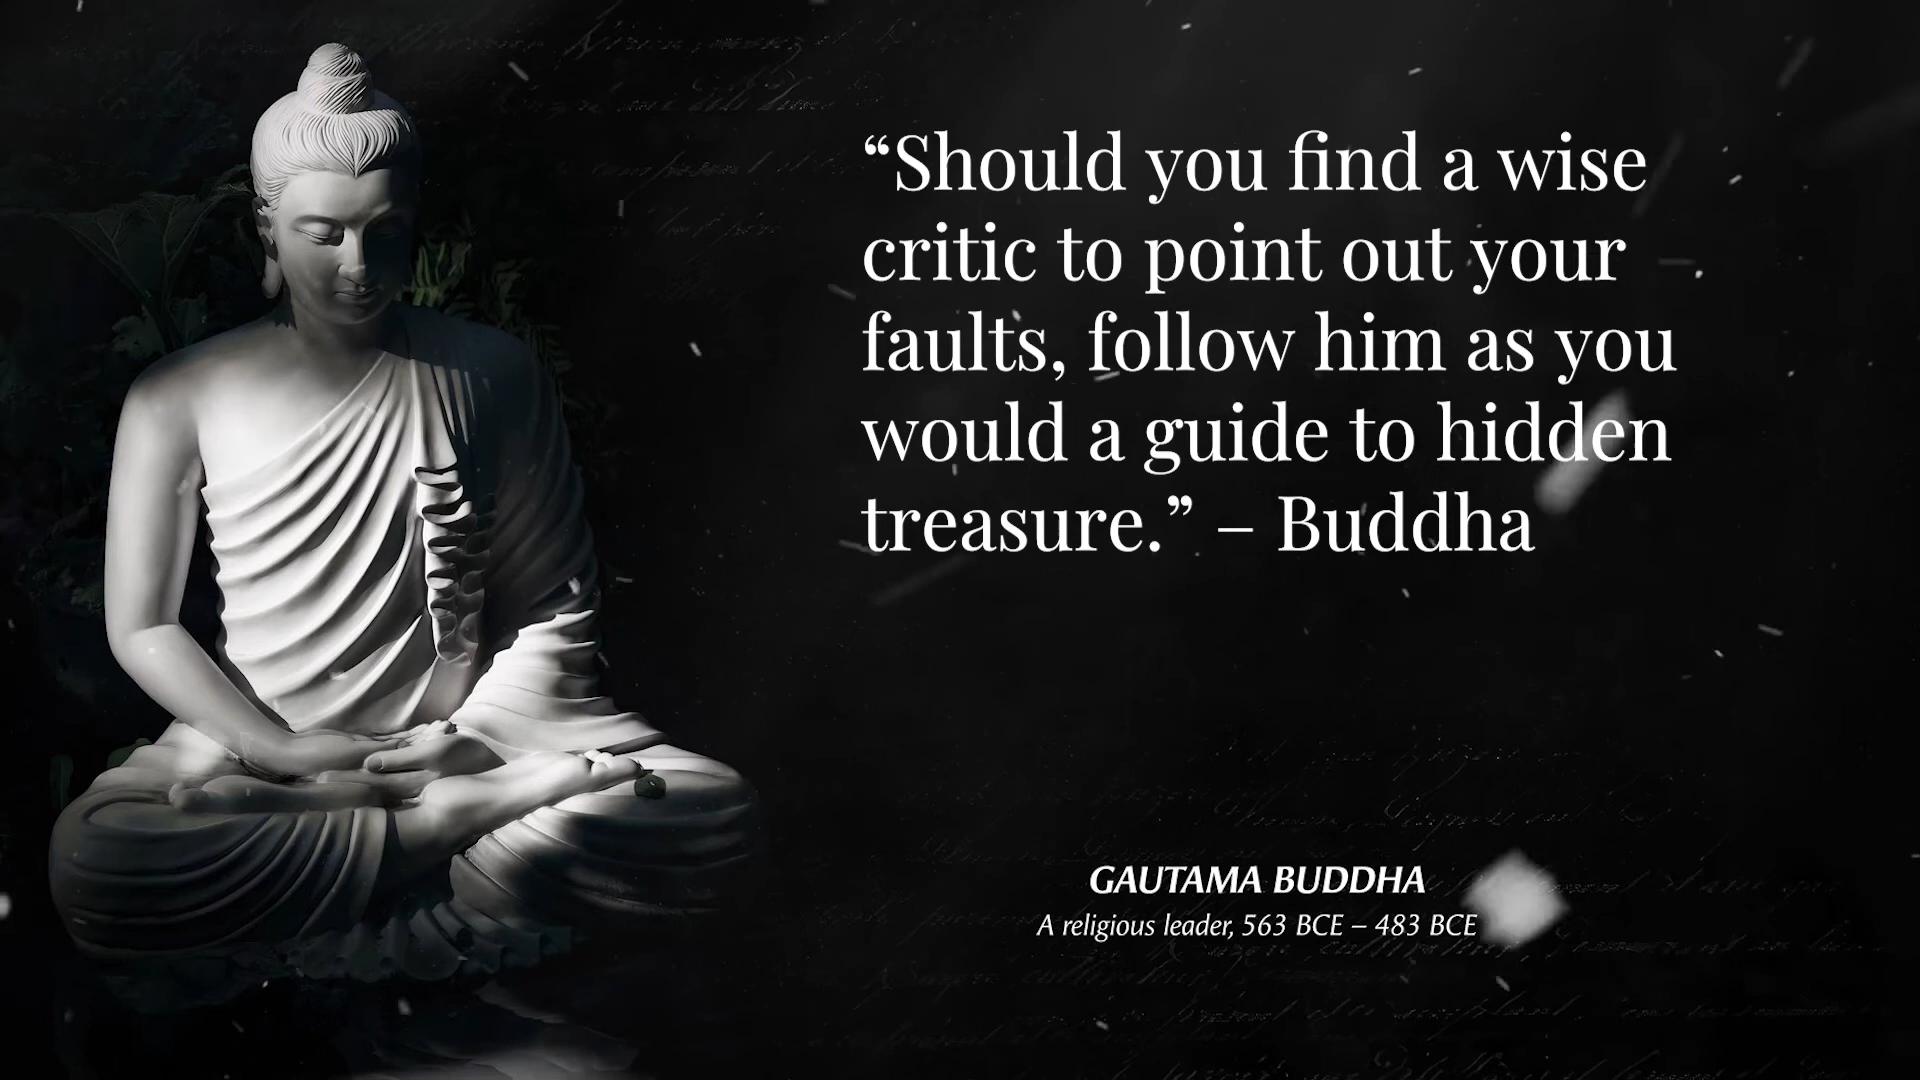 “Should you find a wise
critic to point out your
faults, follow him as you
would a guide to hidden
treasure.” – Buddha
GAUTAMA BUDDHA
A religious leader, 563 BCE – 483 BCE